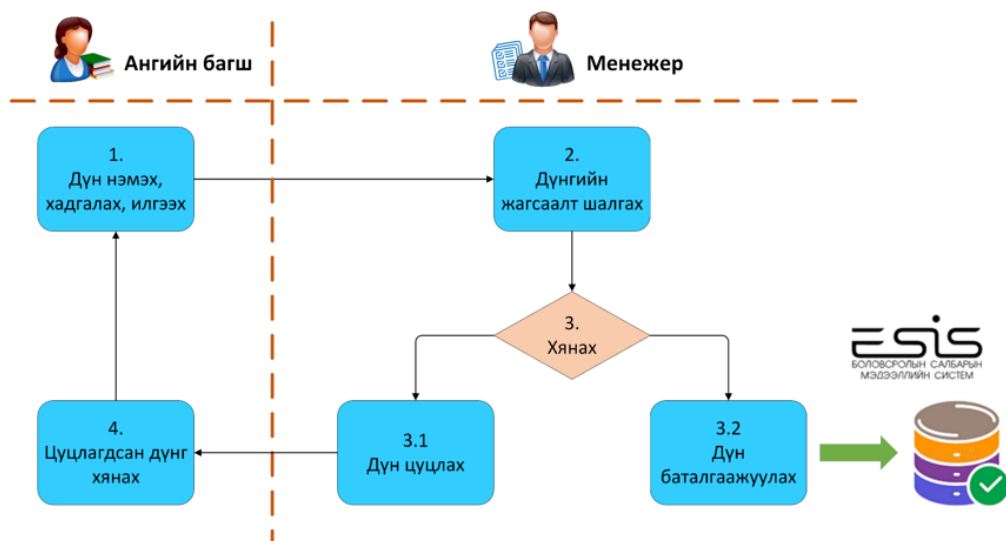 Ангийн багш
Менежер
1.
Дүн нэмэх,
хадгалах, илгээх
2.
Дүнгийн
жагсаалт шалгах
3.
Хянах
ESIS
БОЛОВСРОЛЫН САЛБАРЫН
МЭДЭЭЛЛИЙН СИСТЕМ
4.
Цуцлагдсан дүнг
хянах
3.1
Дүн цуцлах
3.2
Дүн
баталгаажуулах